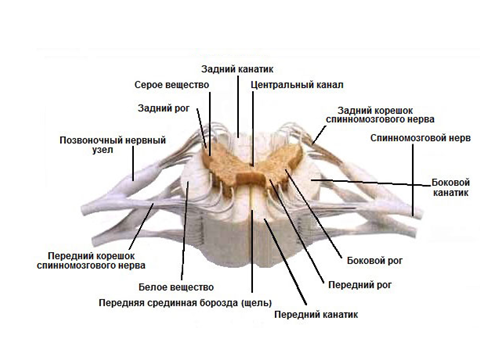 Задний канатик
Серое вещество
Центральный канал
Задний рог
Задний корешок
спинномозгового нерва
Позвоночный нервный
узел
Спинномозговой нерв
Боковой
канатик
Передний корешок
спинномозгового нерва
Боковой рог
Белое вещество
Передний рог
Передняя срединная борозда (щель)
Передний канатик